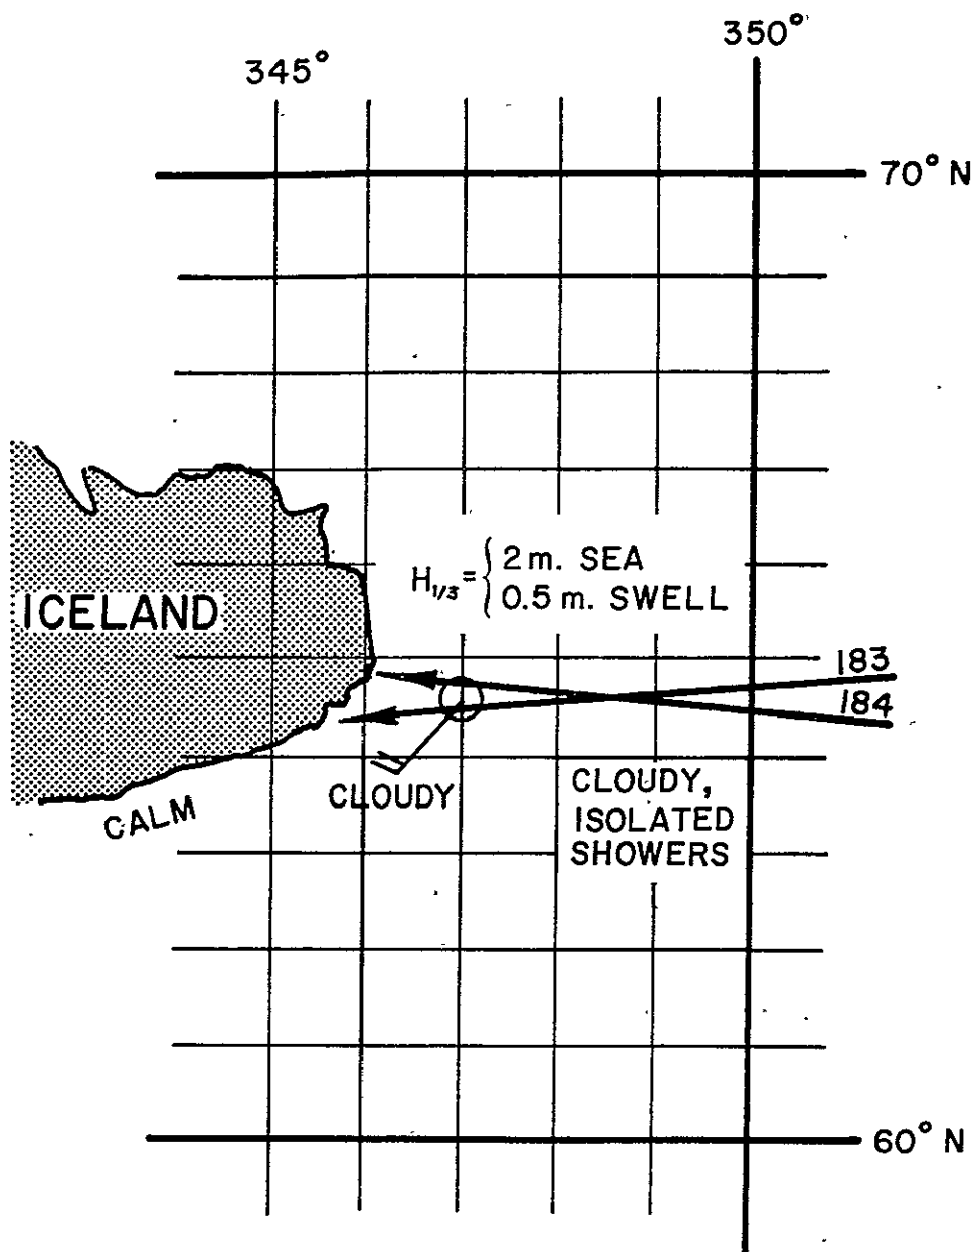 350°
345°
70° N
H1/3 = { 2 m. SEA
0.5 m. SWELL
ICELAND
183
184
CLOUDY
CLOUDY,
ISOLATED
SHOWERS
CALM
60° N